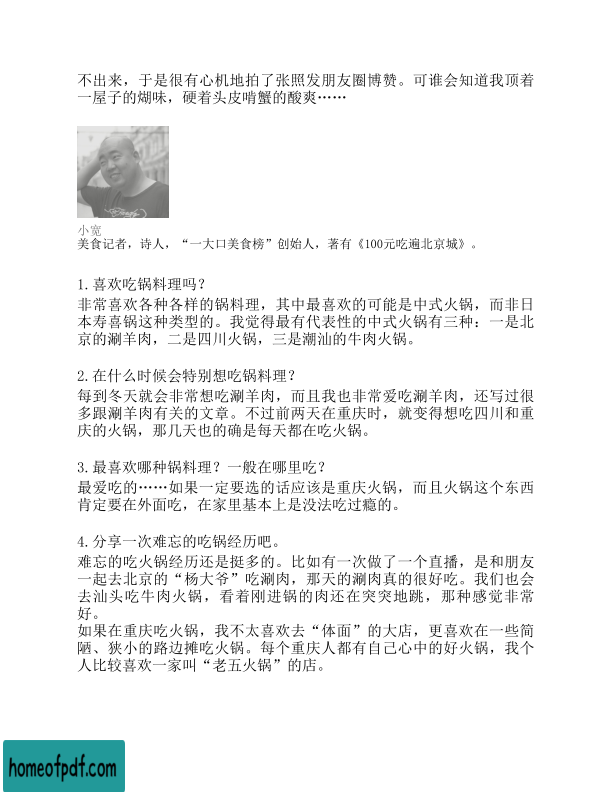 不出来，于是很有心机地拍了张照发朋友圈博赞。可谁会知道我顶着
一屋子的煳味，硬着头皮啃蟹的酸爽……
小宽
美食记者，诗人，“一大口美食榜”创始人，著有《100元吃遍北京城》。
1.喜欢吃锅料理吗？
非常喜欢各种各样的锅料理，其中最喜欢的可能是中式火锅，而非日
本寿喜锅这种类型的。我觉得最有代表性的中式火锅有三种：一是北
京的涮羊肉，二是四川火锅，三是潮汕的牛肉火锅。
2.在什么时候会特别想吃锅料理？
每到冬天就会非常想吃涮羊肉，而且我也非常爱吃涮羊肉，还写过很
多跟涮羊肉有关的文章。不过前两天在重庆时，就变得想吃四川和重
庆的火锅，那几天也的确是每天都在吃火锅。
3.最喜欢哪种锅料理？一般在哪里吃？
最爱吃的……如果一定要选的话应该是重庆火锅，而且火锅这个东西
肯定要在外面吃，在家里基本上是没法吃过瘾的。
4.分享一次难忘的吃锅经历吧。
难忘的吃火锅经历还是挺多的。比如有一次做了一个直播，是和朋友
一起去北京的“杨大爷”吃涮肉，那天的涮肉真的很好吃。我们也会
去汕头吃牛肉火锅，看着刚进锅的肉还在突突地跳，那种感觉非常
好。
如果在重庆吃火锅，我不太喜欢去“体面”的大店，更喜欢在一些简
陋、狭小的路边摊吃火锅。每个重庆人都有自己心中的好火锅，我个
人比较喜欢一家叫“老五火锅”的店。
homeofpdf.com